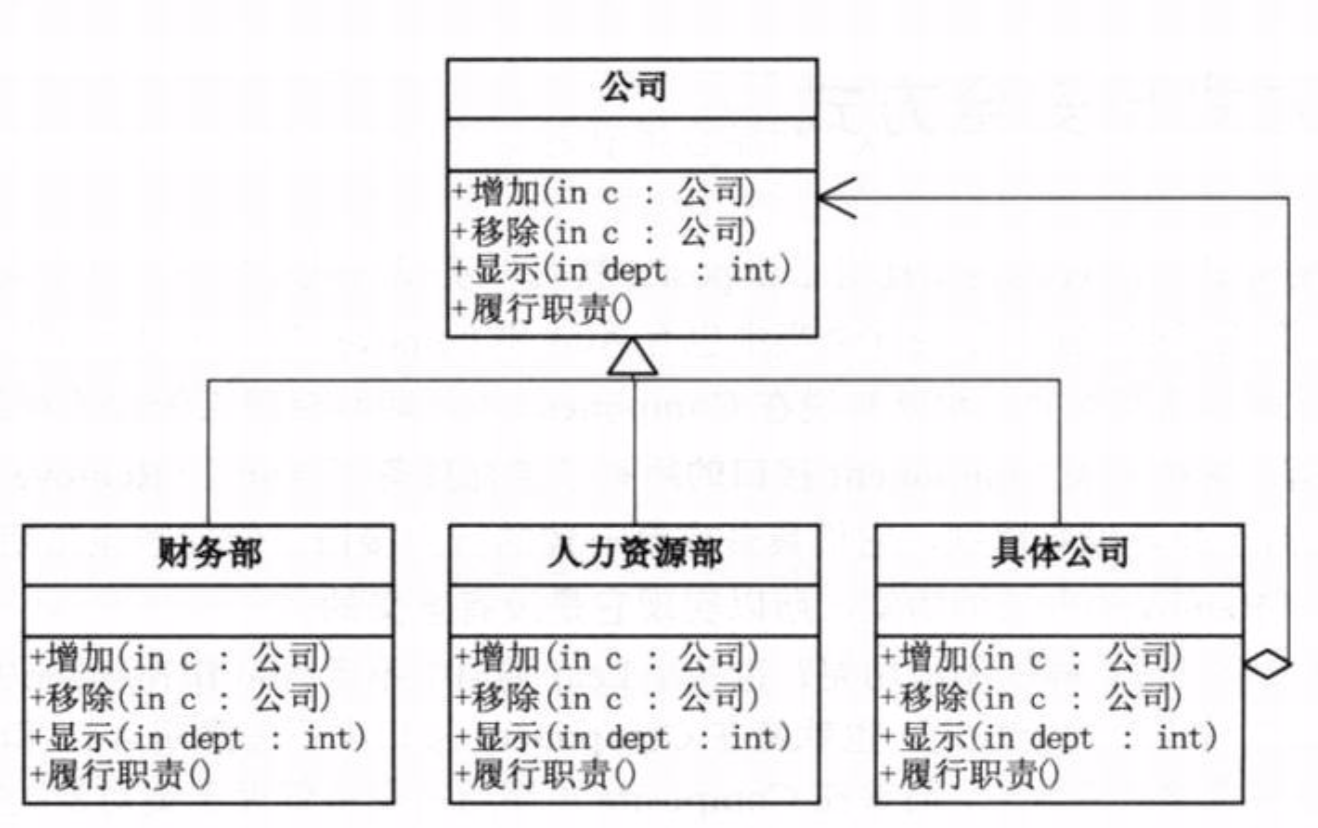 公司
+增加(in c : 公司)
+移除(in c : 公司)
+显示(in dept : int)
+履行职责()
财务部
+增加(in c : 公司)
+移除(in c : 公司)
+显示(in dept : int)
+履行职责()
人力资源部
+增加(in c : 公司)
+移除(in c : 公司)
+显示(in dept : int)
+履行职责()
具体公司
+增加(in c : 公司)
+移除(in c : 公司)
+显示(in dept : int)
+履行职责()